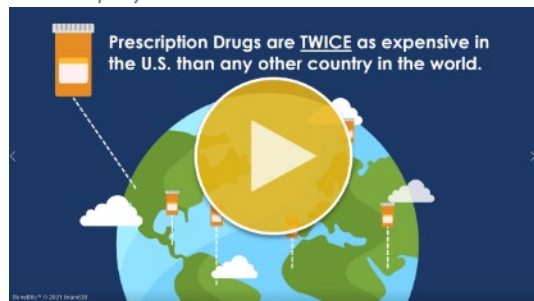 Prescription Drugs are TWICE as expensive in
the U.S. than any other country in the world.